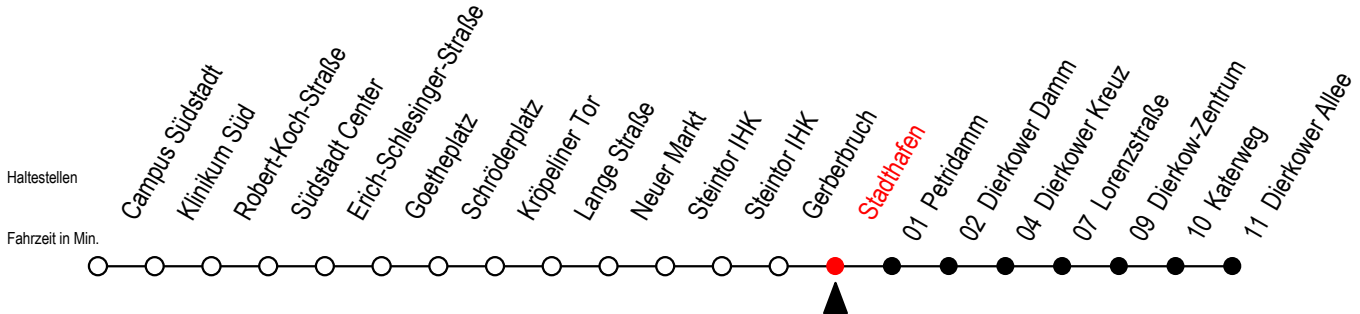 Haltestellen
Fahrzeit in Min.
Campus Südstadt
Klinikum Süd
Robert-Koch-Straße
Südstadt Center
Erich-Schlesinger-Straße
Goetheplatz
Schröderplatz
Kröpeliner Tor
Lange Straße
Neuer Markt
Steintor IHK
Steintor IHK
Gerberbruch
Stadthafen
01 Petridamm
02 Dierkower Damm
04 Dierkower Kreuz
07 Lorenzstraße
09 Dierkow-Zentrum
10 Katenweg
11 Dierkower Allee